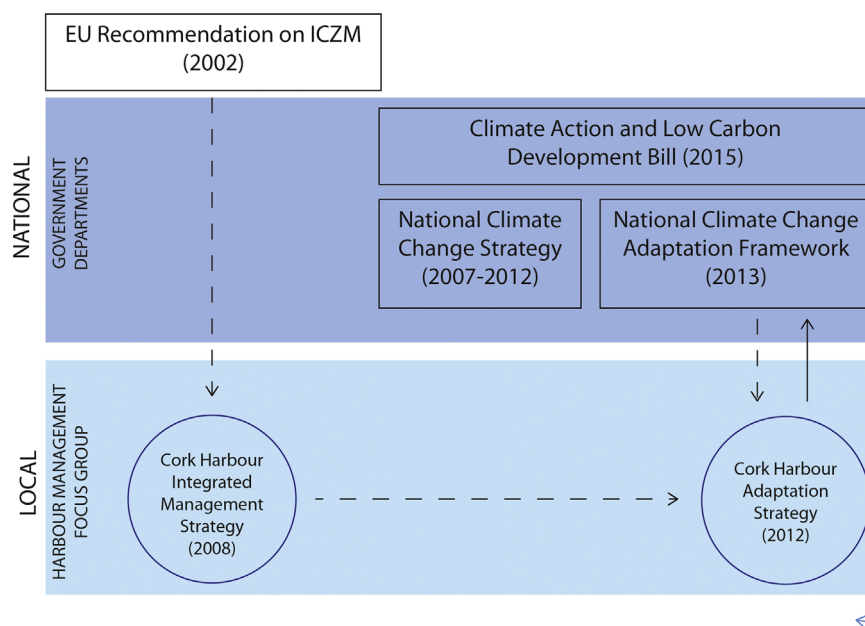 EU Recommendation on ICZM
(2002)
NATIONAL
GOVERNMENT
DEPARTMENTS
Climate Action and Low Carbon
Development Bill (2015)
National Climate
Change Strategy
(2007-2012)
National Climate Change
Adaptation Framework
(2013)
LOCAL
HARBOUR MANAGEMENT
FOCUS GROUP
Cork Harbour
Integrated
Management
Strategy
(2008)
Cork Harbour
Adaptation
Strategy
(2012)